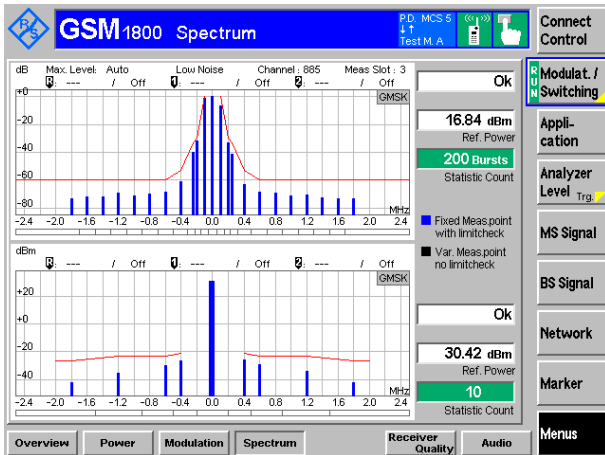 R S
GSM 1800 Spectrum
P.D. MCS 5
Test M. A
Connect Control
dB Max. Level: Auto Low Noise Channel : 885 Meas Slot : 3
R: --- / Off 1: --- / Off 2: --- / Off
GMSK
+0
-20
-40
-60
-80
MHz
-2.4 -2.0 -1.6 -1.2 -0.8 -0.4 0.0 0.4 0.8 1.2 1.6 2.0 2.4
Ok
16.84 dBm
Ref. Power
200 Bursts
Statistic Count
Fixed Meas.point
with limitcheck
Var. Meas.point
no limitcheck
dBm
R: --- / Off 1: --- / Off 2: --- / Off
GMSK
+20
+0
-20
-40
MHz
-2.4 -2.0 -1.6 -1.2 -0.8 -0.4 0.0 0.4 0.8 1.2 1.6 2.0 2.4
Ok
30.42 dBm
Ref. Power
10
Statistic Count
RUN
Modulat. /
Switching
Appli-
cation
Analyzer
Level Trg.
MS Signal
BS Signal
Network
Marker
Menus
Overview Power Modulation Spectrum Receiver Quality Audio